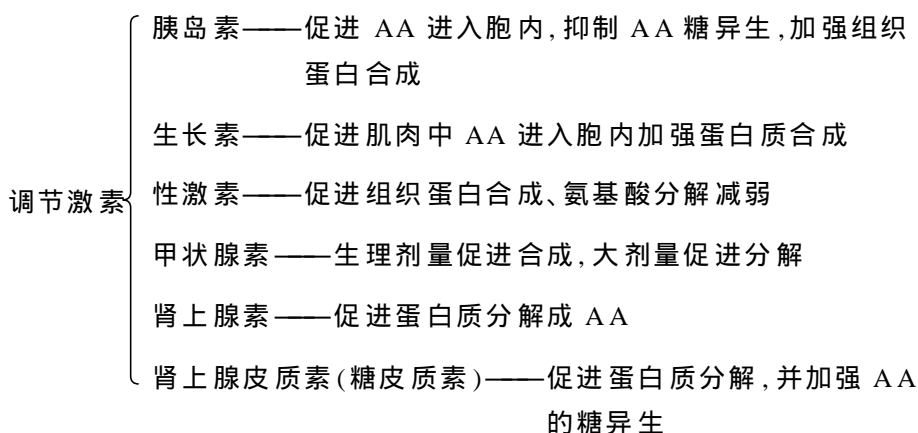 胰岛素——促进 AA 进入胞内,抑制 AA 糖异生,加强组织
蛋白合成
生长素——促进肌肉中 AA 进入胞内加强蛋白质合成
调节激素
性激素——促进组织蛋白合成、氨基酸分解减弱
甲状腺素——生理剂量促进合成,大剂量促进分解
肾上腺素——促进蛋白质分解成 AA
肾上腺皮质素(糖皮质素)——促进蛋白质分解,并加强 AA
的糖异生